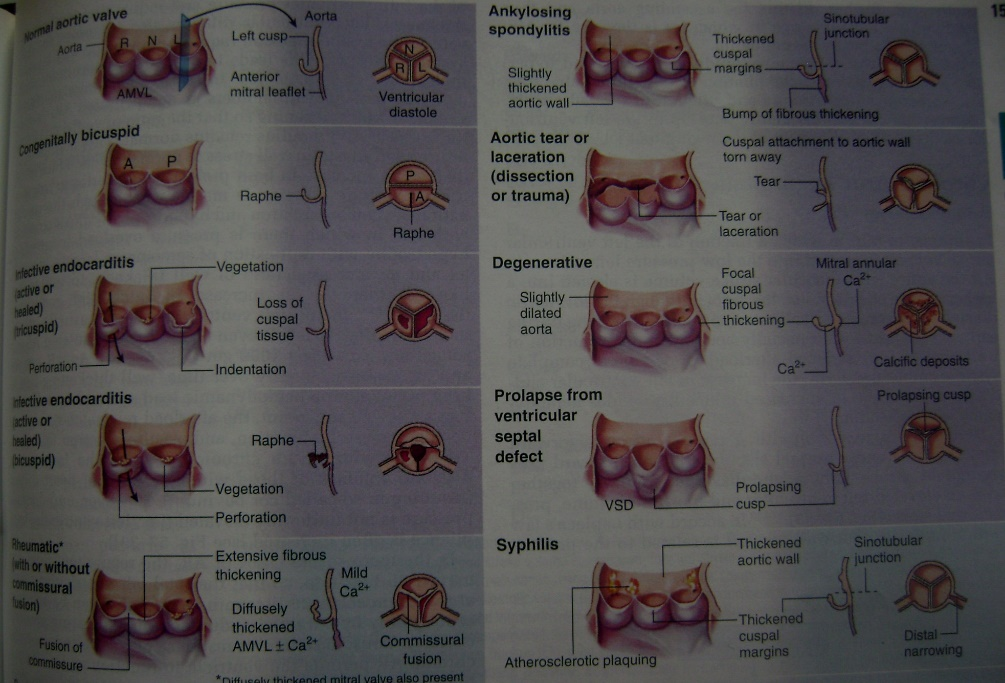 Normal aortic valve
Aorta
R N L
AMVL
Left cusp
Aorta
Anterior
mitral leaflet
N
R L
Ventricular
diastole
Congenitally bicuspid
A P
Raphe
P
A
Raphe
Infective endocarditis
(active or
healed)
(tricuspid)
Vegetation
Perforation
Indentation
Loss of
cuspal
tissue
Infective endocarditis
(active or
healed)
(bicuspid)
Raphe
Vegetation
Perforation
Rheumatic*
(with or without
commissural
fusion)
Extensive fibrous
thickening
Fusion of
commissure
Diffusely
thickened
AMVL ± Ca2+
Mild
Ca2+
Commissural
fusion
*Diffusely thickened mitral valve also present
Ankylosing
spondylitis
Slightly
thickened
aortic wall
Thickened
cuspal
margins
Sinotubular
junction
Bump of fibrous thickening
15
Aortic tear or
laceration
(dissection
or trauma)
Cuspal attachment to aortic wall
torn away
Tear
Tear or
laceration
Degenerative
Slightly
dilated
aorta
Focal
cuspal
fibrous
thickening
Mitral annular
Ca2+
Ca2+
Calcific deposits
Prolapse from
ventricular
septal
defect
VSD
Prolapsing
cusp
Prolapsing cusp
Syphilis
Thickened
aortic wall
Thickened
cuspal
margins
Atherosclerotic plaquing
Sinotubular
junction
Distal
narrowing